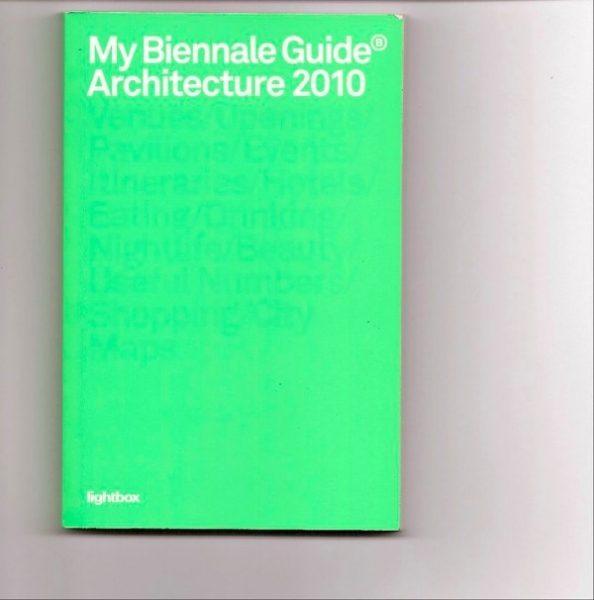 My Biennale Guide®
Architecture 2010
Venues/Openings/
Pavilions/Events/
Itineraries/Hotels/
Eating/Drinking/
Nightlife/Beauty/
Useful Numbers/
Shopping/City
Maps
lightbox